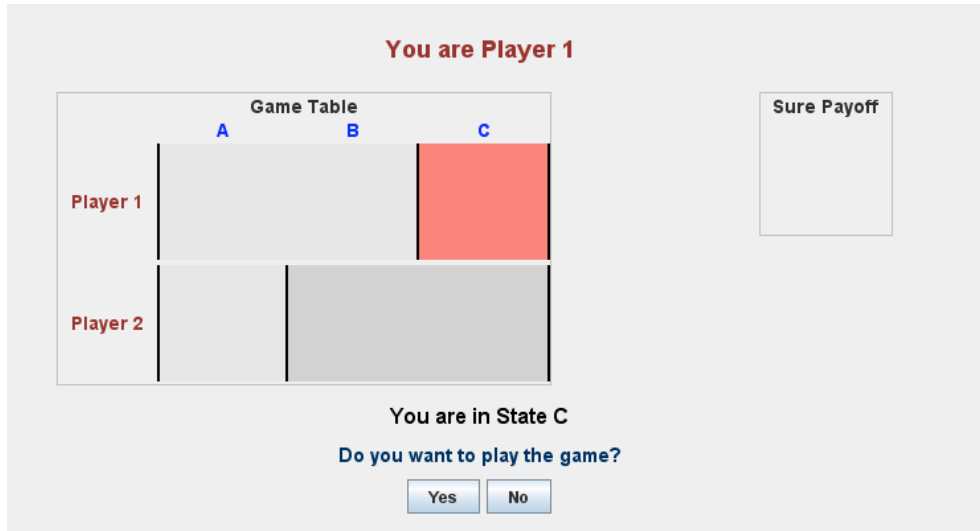 You are Player 1
Game Table
Sure Payoff
A B C
Player 1
Player 2
You are in State C
Do you want to play the game?
Yes No